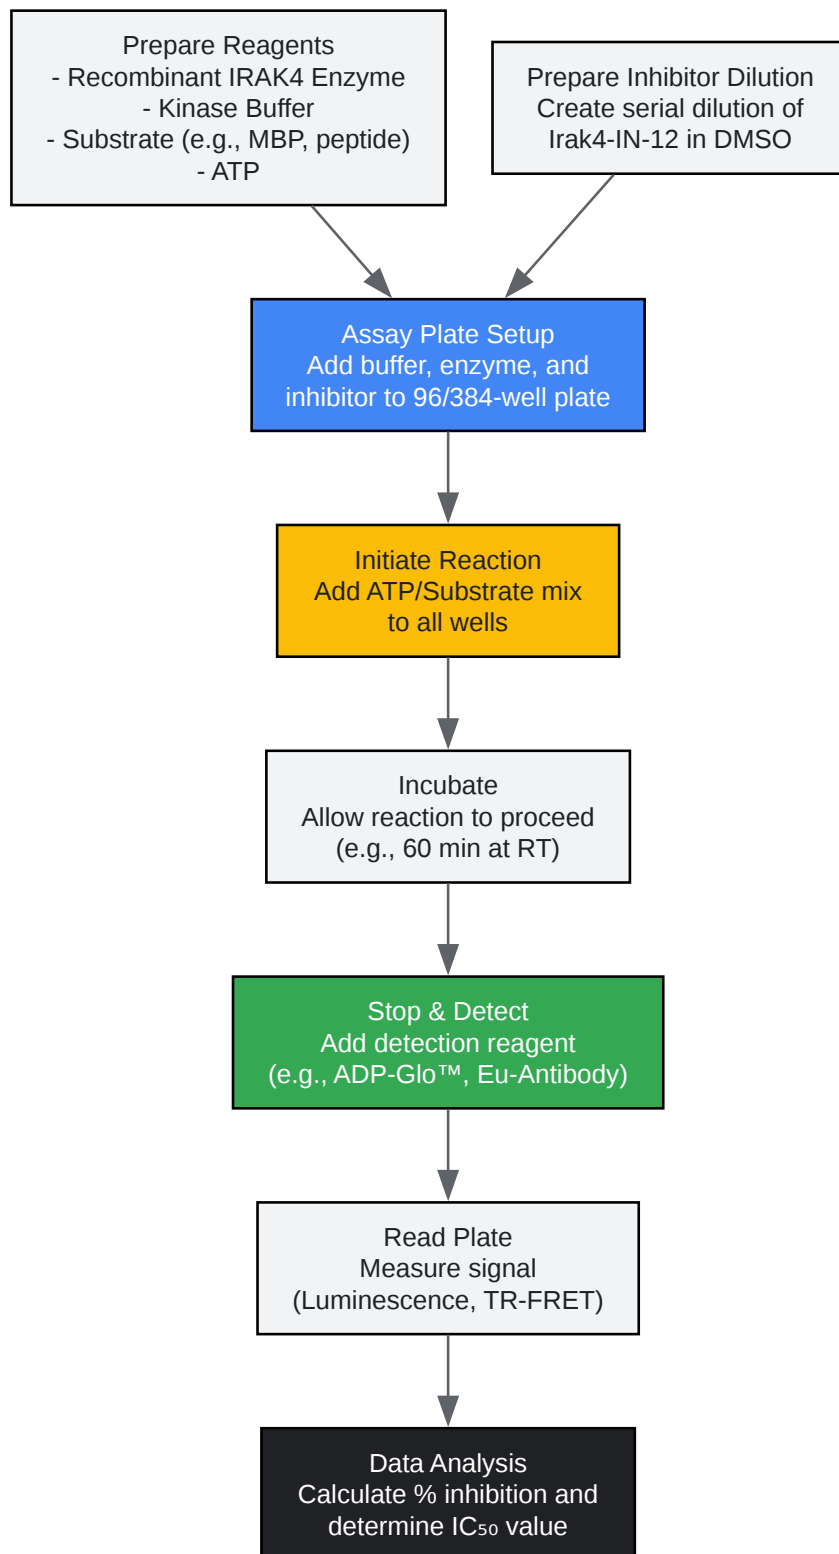 Prepare Reagents
- Recombinant IRAK4 Enzyme
- Kinase Buffer
- Substrate (e.g., MBP, peptide)
- ATP
Prepare Inhibitor Dilution
Create serial dilution of
Irak4-IN-12 in DMSO
Assay Plate Setup
Add buffer, enzyme, and
inhibitor to 96/384-well plate
Initiate Reaction
Add ATP/Substrate mix
to all wells
Incubate
Allow reaction to proceed
(e.g., 60 min at RT)
Stop & Detect
Add detection reagent
(e.g., ADP-Glo™, Eu-Antibody)
Read Plate
Measure signal
(Luminescence, TR-FRET)
Data Analysis
Calculate % inhibition and
determine IC₅₀ value